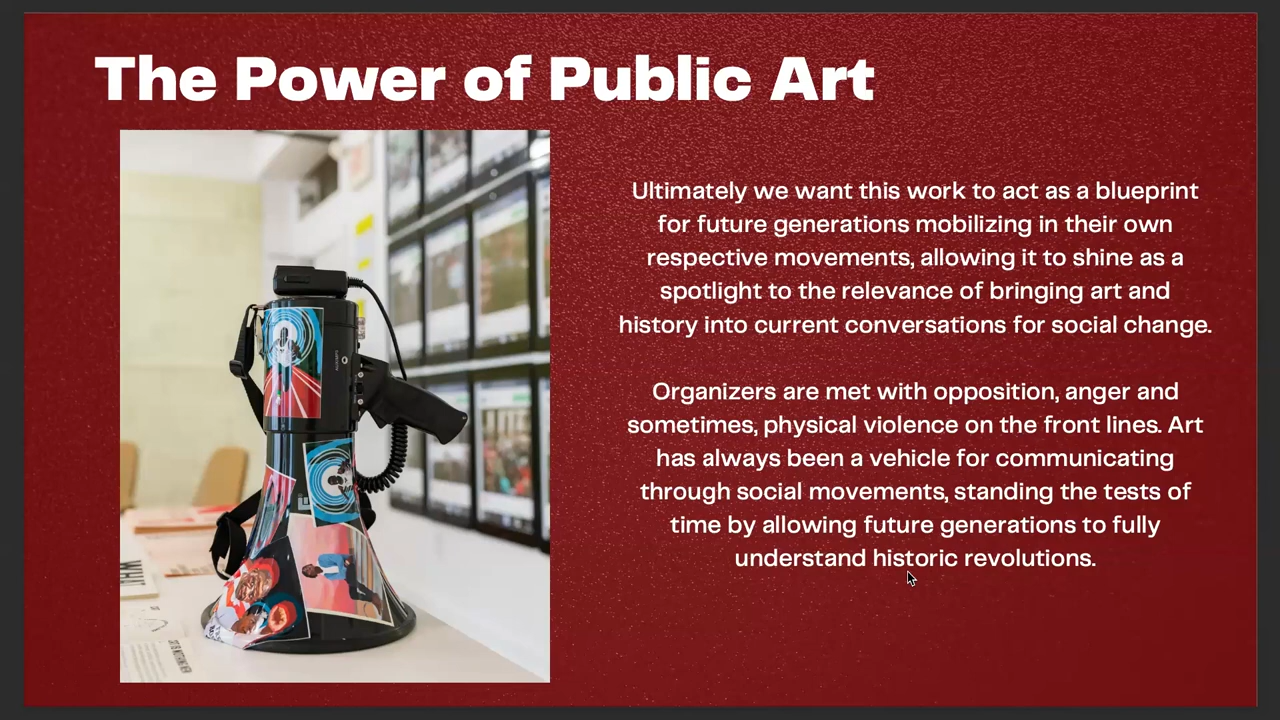 The Power of Public Art
Ultimately we want this work to act as a blueprint
for future generations mobilizing in their own
respective movements, allowing it to shine as a
spotlight to the relevance of bringing art and
history into current conversations for social change.
Organizers are met with opposition, anger and
sometimes, physical violence on the front lines. Art
has always been a vehicle for communicating
through social movements, standing the tests of
time by allowing future generations to fully
understand historic revolutions.